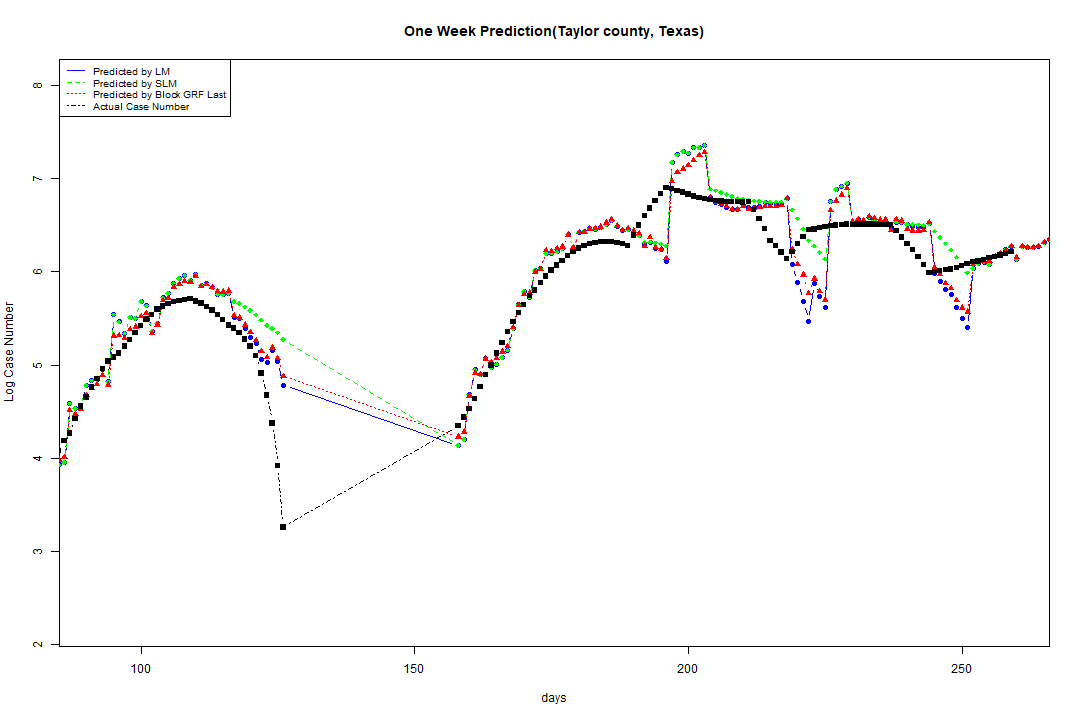 One Week Prediction(Taylor county, Texas)
Predicted by LM
Predicted by SLM
Predicted by Block GRF Last
Actual Case Number
8
7
6
5
4
3
2
Log Case Number
100
150
200
250
days